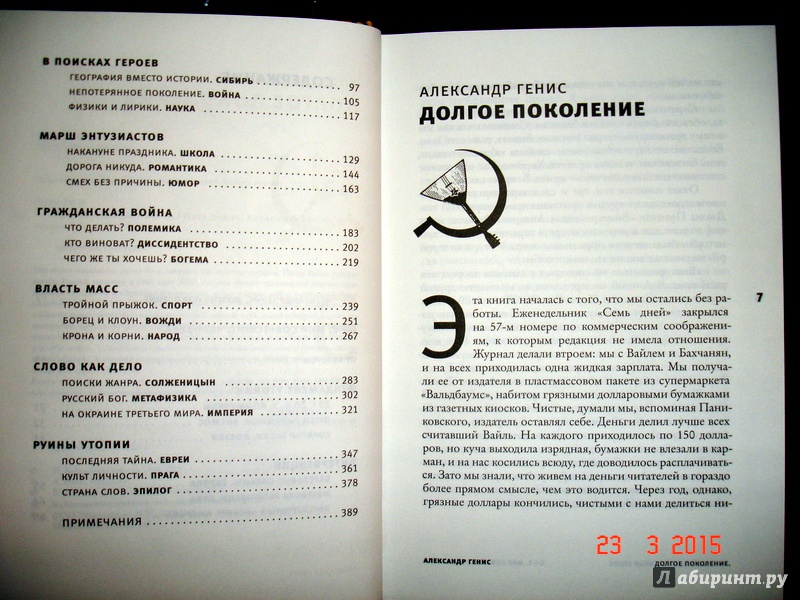 В ПОИСКАХ ГЕРОЕВ
ГЕОГРАФИЯ ВМЕСТО ИСТОРИИ. СИБИРЬ 97
НЕПОТЕРЯННОЕ ПОКОЛЕНИЕ. ВОЙНА 105
ФИЗИКИ И ЛИРИКИ. НАУКА 117
МАРШ ЭНТУЗИАСТОВ
НАКАНУНЕ ПРАЗДНИКА. ШКОЛА 129
ДОРОГА НИКУДА. РОМАНТИКА 144
СМЕХ БЕЗ ПРИЧИНЫ. ЮМОР 163
ГРАЖДАНСКАЯ ВОЙНА
ЧТО ДЕЛАТЬ? ПОЛЕМИКА 183
КТО ВИНОВАТ? ДИССИДЕНТСТВО 202
ЧЕГО ЖЕ ТЫ ХОЧЕШЬ? БОГЕМА 219
ВЛАСТЬ МАСС
ТРОЙНОЙ ПРЫЖОК. СПОРТ 239
БОРЕЦ И КЛОУН. ВОЖДИ 251
КРОНА И КОРНИ. НАРОД 267
СЛОВО КАК ДЕЛО
ПОИСКИ ЖАНРА. СОЛЖЕНИЦЫН 283
РУССКИЙ БОГ. МЕТАФИЗИКА 302
НА ОКРАИНЕ ТРЕТЬЕГО МИРА. ИМПЕРИЯ 321
РУИНЫ УТОПИИ
ПОСЛЕДНЯЯ ТАЙНА. ЕВРЕИ 347
КУЛЬТ ЛИЧНОСТИ. ПРАГА 361
СТРАНА СЛОВ. ЭПИЛОГ 378
ПРИМЕЧАНИЯ 389
АЛЕКСАНДР ГЕНИС
ДОЛГОЕ ПОКОЛЕНИЕ
Эта книга началась с того, что мы остались без ра-
боты. Еженедельник «Семь дней» закрылся
на 57-м номере по коммерческим соображени-
ям, к которым редакция не имела отношения.
Журнал делали втроем: мы с Вайлем и Бахчанян,
и на всех приходилась одна жидкая зарплата. Мы получа-
ли ее от издателя в пластмассовом пакете из супермаркета
«Вальдбаумс», набитом грязными долларовыми бумажками
из газетных киосков. Чистые, думали мы, вспоминая Пани-
ковского, издатель оставлял себе. Деньги делил лучше всех
считавший Вайль. На каждого приходилось по 150 долла-
ров, но куча выходила изрядная, бумажки не влезали в кар-
ман, и на нас косились всюду, где доводилось расплачивать-
ся. Зато мы знали, что живем на деньги читателей в гораздо
более прямом смысле, чем это водится. Через год, однако,
грязные доллары кончились, чистыми с нами делиться ни-
7
23 3 2015
АЛЕКСАНДР ГЕНИС ДОЛГОЕ ПОКОЛЕНИЕ.
Лабиринт.ру